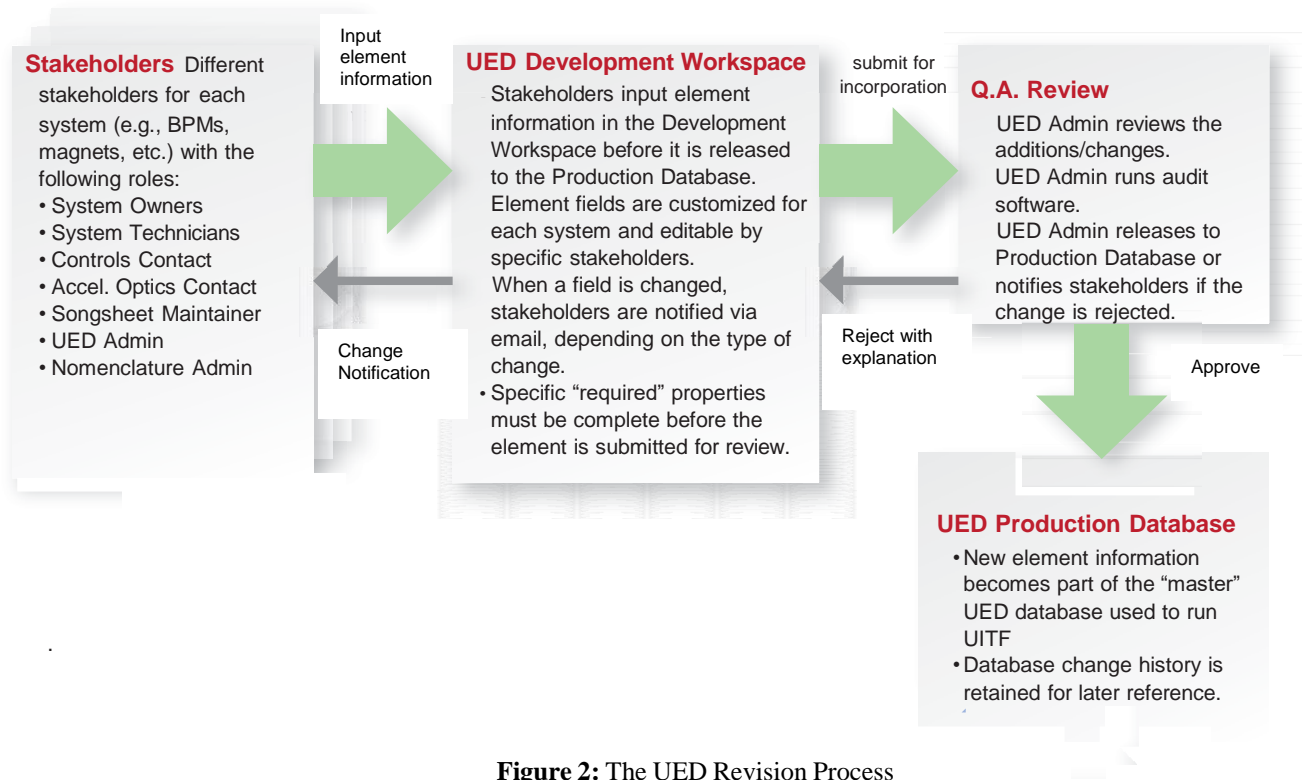 Stakeholders Different
stakeholders for each
system (e.g., BPMs,
magnets, etc.) with the
following roles:
• System Owners
• System Technicians
• Controls Contact
• Accel. Optics Contact
• Songsheet Maintainer
• UED Admin
• Nomenclature Admin
Input
element
information
Change
Notification
UED Development Workspace
Stakeholders input element
information in the Development
Workspace before it is released
to the Production Database.
Element fields are customized for
each system and editable by
specific stakeholders.
When a field is changed,
stakeholders are notified via
email, depending on the type of
change.
• Specific “required” properties
must be complete before the
element is submitted for review.
submit for
incorporation
Reject with
explanation
Q.A. Review
UED Admin reviews the
additions/changes.
UED Admin runs audit
software.
UED Admin releases to
Production Database or
notifies stakeholders if the
change is rejected.
Approve
UED Production Database
• New element information
becomes part of the “master”
UED database used to run
UITF
• Database change history is
retained for later reference.
.
Figure 2: The UED Revision Process